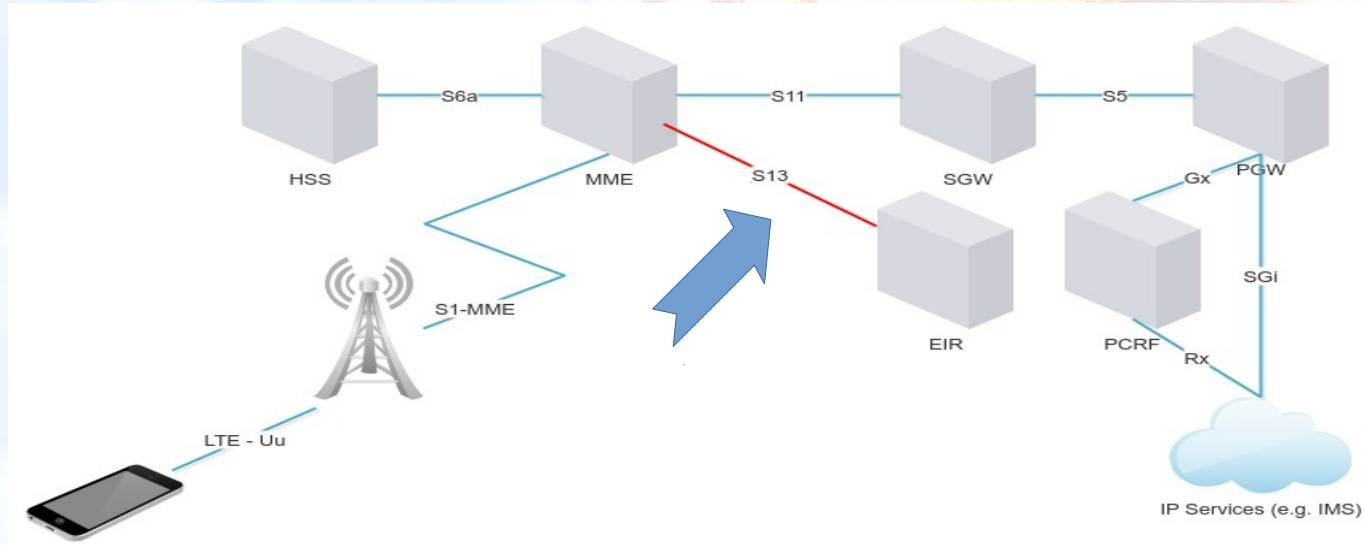 S6a
S11
S5
HSS
MME
SGW
PGW
S13
Gx
SGi
S1-MME
EIR
PCRF
Rx
LTE - Uu
IP Services (e.g. IMS)